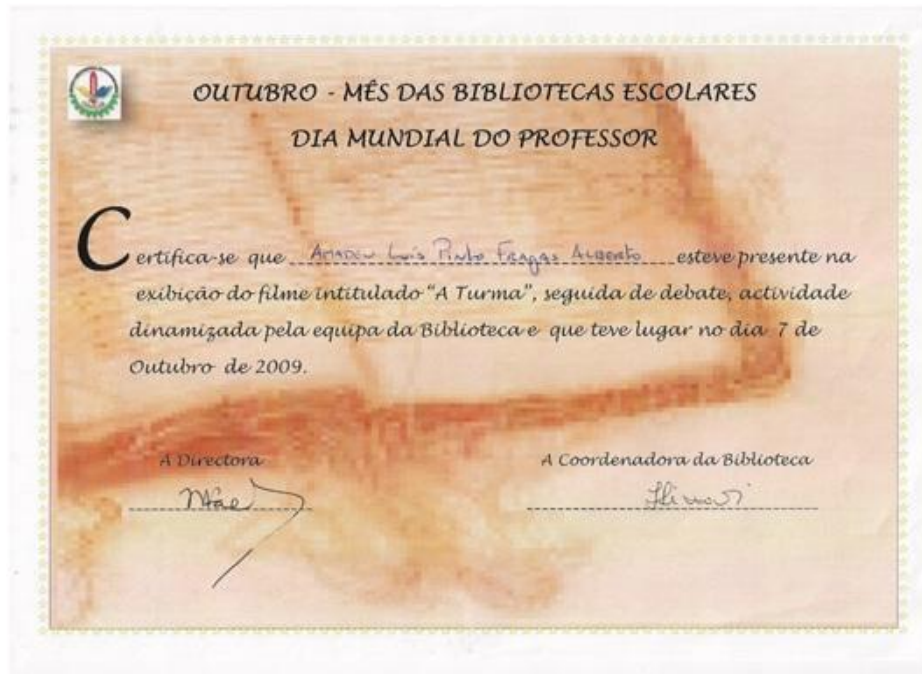 OUTUBRO - MÊS DAS BIBLIOTECAS ESCOLARES
DIA MUNDIAL DO PROFESSOR
Certifica-se que Amadeu Luís Pinto Fragas Alberto esteve presente na
exibição do filme intitulado “A Turma”, seguida de debate, actividade
dinamizada pela equipa da Biblioteca e que teve lugar no dia 7 de
Outubro de 2009.
A Directora
A Coordenadora da Biblioteca